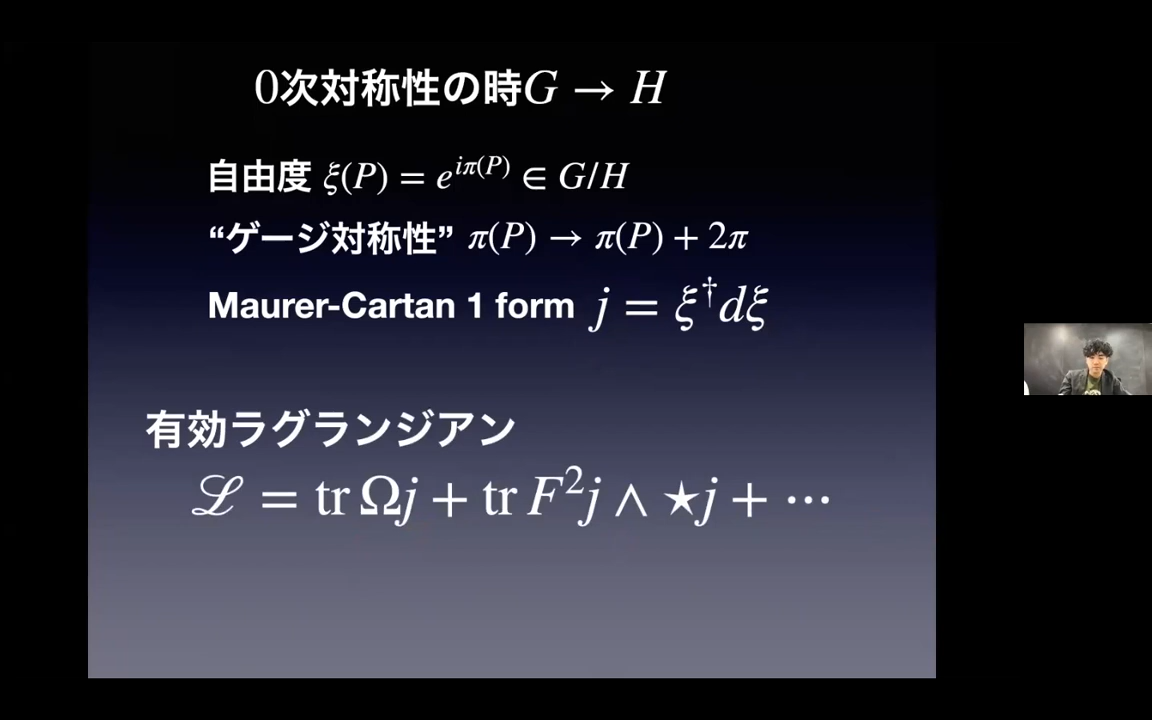 0次対称性の時G → H
自由度 ξ(P) = e^{iπ(P)} ∈ G/H
“ゲージ対称性” π(P) → π(P) + 2π
Maurer-Cartan 1 form j = ξ†dξ
有効ラグランジアン
ℒ = tr Ωj + tr F²j ∧ ★j + ⋯